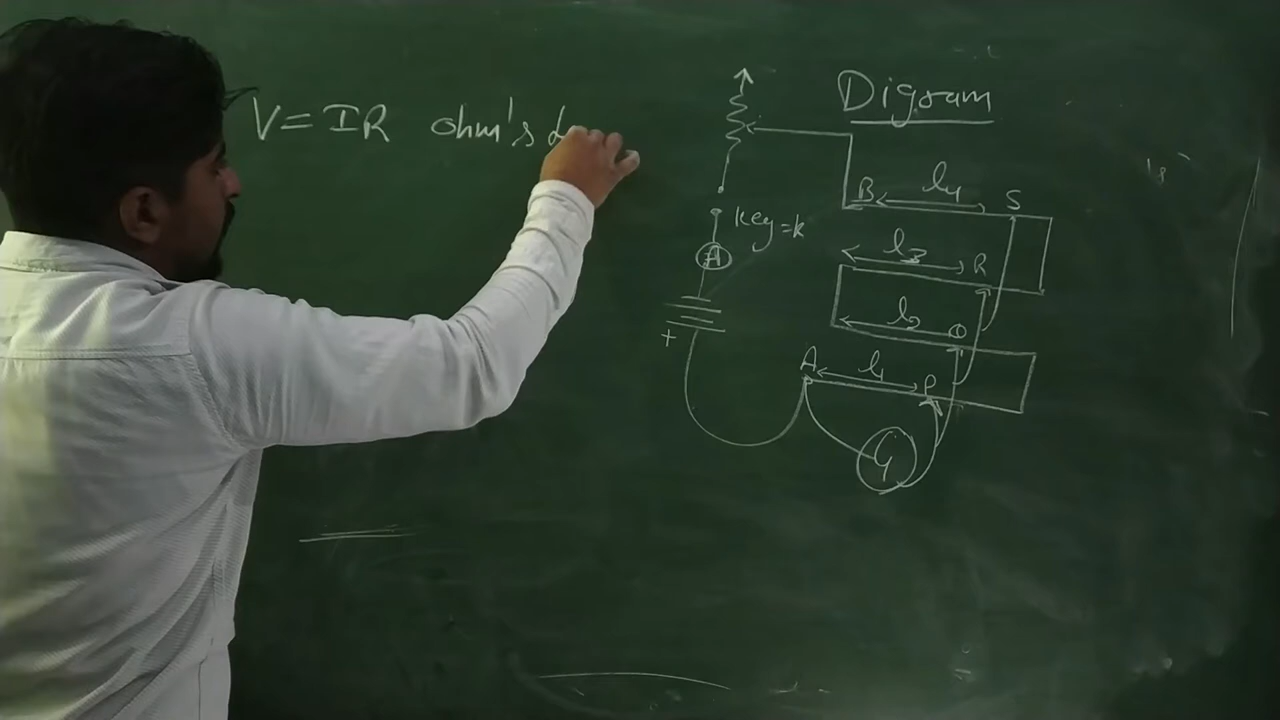 V = IR ohm's
Digram
B l4 S
key = k
l3 R
A
l2 Q
+
A l1 P
G